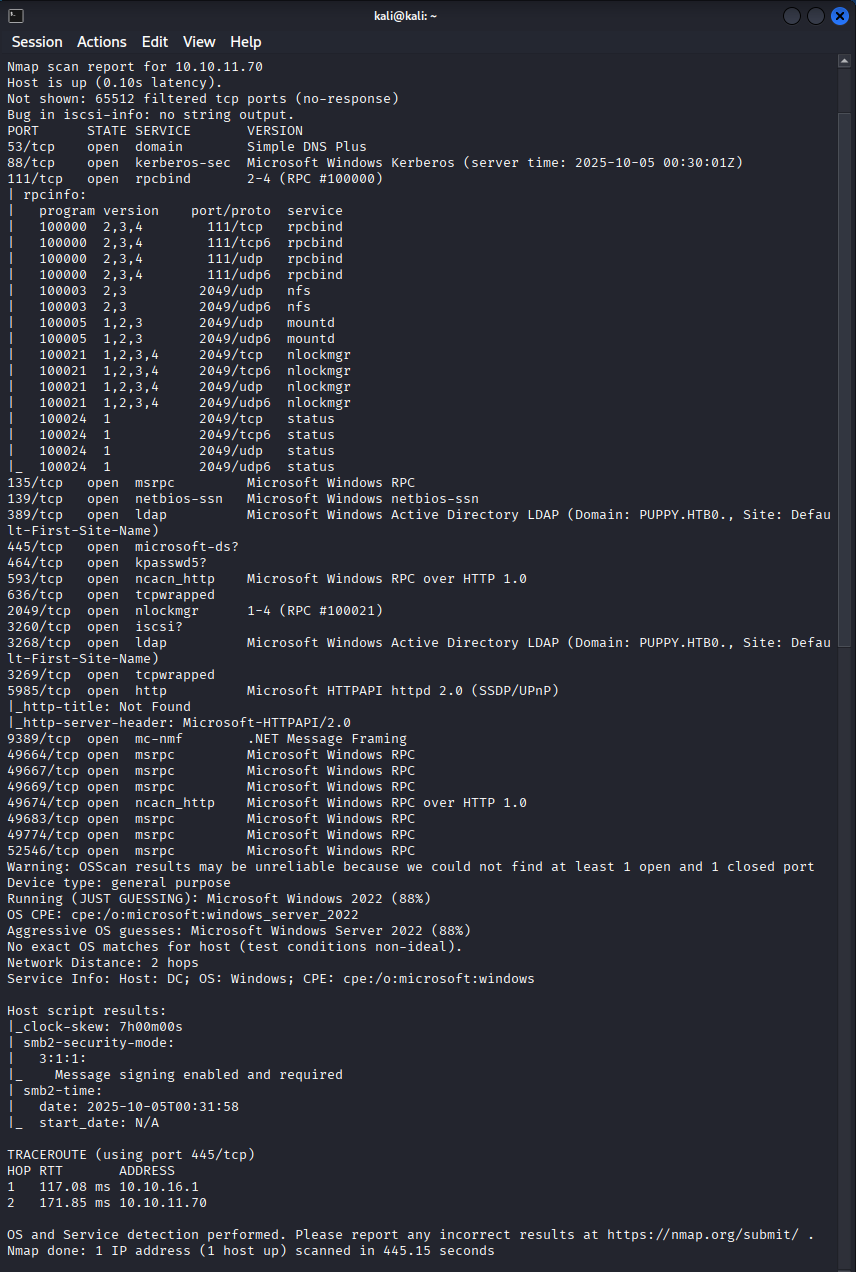 kali@kali: ~
Session Actions Edit View Help
Nmap scan report for 10.10.11.70
Host is up (0.10s latency).
Not shown: 65512 filtered tcp ports (no-response)
Bug in iscsi-info: no string output.
PORT      STATE SERVICE       VERSION
53/tcp    open  domain        Simple DNS Plus
88/tcp    open  kerberos-sec  Microsoft Windows Kerberos (server time: 2025-10-05 00:30:01Z)
111/tcp   open  rpcbind       2-4 (RPC #100000)
| rpcinfo:
|   program version    port/proto  service
|   100000  2,3,4        111/tcp   rpcbind
|   100000  2,3,4        111/tcp6  rpcbind
|   100000  2,3,4        111/udp   rpcbind
|   100000  2,3,4        111/udp6  rpcbind
|   100003  2,3         2049/udp   nfs
|   100003  2,3         2049/udp6  nfs
|   100005  1,2,3       2049/udp   mountd
|   100005  1,2,3       2049/udp6  mountd
|   100021  1,2,3,4     2049/tcp   nlockmgr
|   100021  1,2,3,4     2049/tcp6  nlockmgr
|   100021  1,2,3,4     2049/udp   nlockmgr
|   100021  1,2,3,4     2049/udp6  nlockmgr
|   100024  1           2049/tcp   status
|   100024  1           2049/tcp6  status
|   100024  1           2049/udp   status
|_  100024  1           2049/udp6  status
135/tcp   open  msrpc         Microsoft Windows RPC
139/tcp   open  netbios-ssn   Microsoft Windows netbios-ssn
389/tcp   open  ldap          Microsoft Windows Active Directory LDAP (Domain: PUPPY.HTB0., Site: Defau
lt-First-Site-Name)
445/tcp   open  microsoft-ds?
464/tcp   open  kpasswd5?
593/tcp   open  ncacn_http    Microsoft Windows RPC over HTTP 1.0
636/tcp   open  tcpwrapped
2049/tcp  open  nlockmgr      1-4 (RPC #100021)
3260/tcp  open  iscsi?
3268/tcp  open  ldap          Microsoft Windows Active Directory LDAP (Domain: PUPPY.HTB0., Site: Defau
lt-First-Site-Name)
3269/tcp  open  tcpwrapped
5985/tcp  open  http          Microsoft HTTPAPI httpd 2.0 (SSDP/UPnP)
|_http-title: Not Found
|_http-server-header: Microsoft-HTTPAPI/2.0
9389/tcp  open  mc-nmf        .NET Message Framing
49664/tcp open  msrpc         Microsoft Windows RPC
49667/tcp open  msrpc         Microsoft Windows RPC
49669/tcp open  msrpc         Microsoft Windows RPC
49674/tcp open  ncacn_http    Microsoft Windows RPC over HTTP 1.0
49683/tcp open  msrpc         Microsoft Windows RPC
49774/tcp open  msrpc         Microsoft Windows RPC
52546/tcp open  msrpc         Microsoft Windows RPC
Warning: OSScan results may be unreliable because we could not find at least 1 open and 1 closed port
Device type: general purpose
Running (JUST GUESSING): Microsoft Windows 2022 (88%)
OS CPE: cpe:/o:microsoft:windows_server_2022
Aggressive OS guesses: Microsoft Windows Server 2022 (88%)
No exact OS matches for host (test conditions non-ideal).
Network Distance: 2 hops
Service Info: Host: DC; OS: Windows; CPE: cpe:/o:microsoft:windows

Host script results:
|_clock-skew: 7h00m00s
| smb2-security-mode:
|   3:1:1:
|_    Message signing enabled and required
| smb2-time:
|   date: 2025-10-05T00:31:58
|_  start_date: N/A

TRACEROUTE (using port 445/tcp)
HOP RTT       ADDRESS
1   117.08 ms 10.10.16.1
2   171.85 ms 10.10.11.70

OS and Service detection performed. Please report any incorrect results at https://nmap.org/submit/ .
Nmap done: 1 IP address (1 host up) scanned in 445.15 seconds